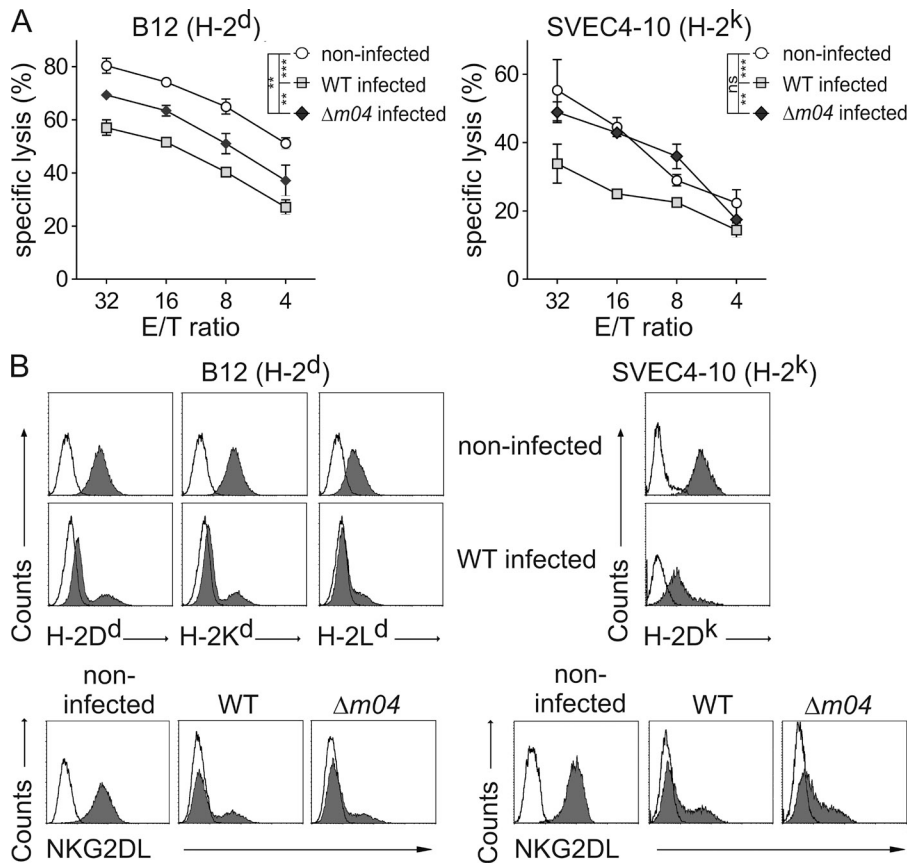 A
B12 (H-2d)
specific lysis (%)
80
60
40
20
0
32 16 8 4
E/T ratio
non-infected
WT infected
Δm04 infected
**
***
**
SVEC4-10 (H-2k)
specific lysis (%)
60
40
20
0
32 16 8 4
E/T ratio
non-infected
WT infected
Δm04 infected
ns
***
**
B
B12 (H-2d)
SVEC4-10 (H-2k)
non-infected
WT infected
Counts
H-2Dd H-2Kd H-2Ld
Counts
H-2Dk
non-infected WT Δm04
Counts
NKG2DL
non-infected WT Δm04
Counts
NKG2DL